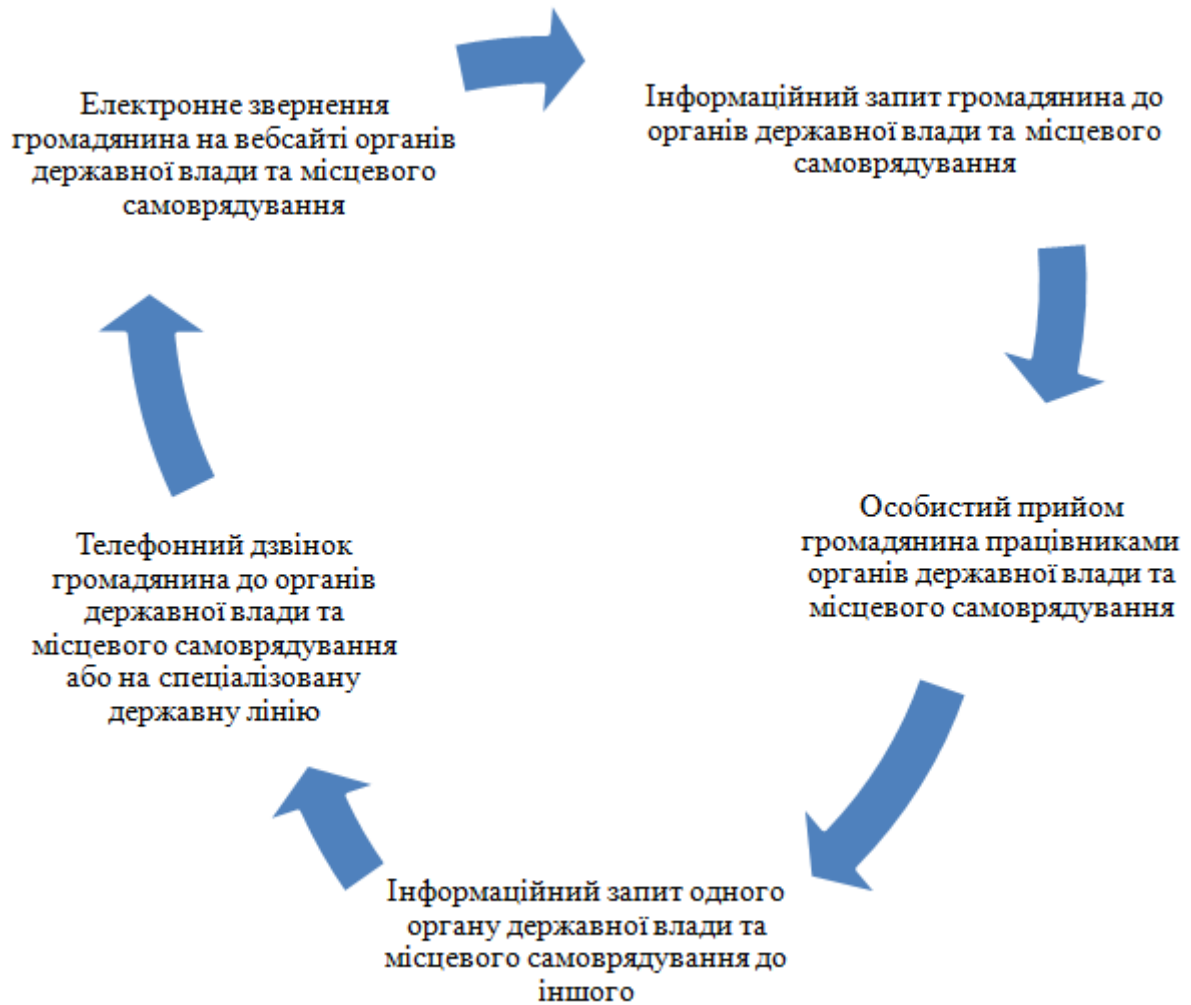 Електронне звернення
громадянина на вебсайті органів
державної влади та місцевого
самоврядування
Інформаційний запит громадянина до
органів державної влади та місцевого
самоврядування
Особистий прийом
громадянина працівниками
органів державної влади та
місцевого самоврядування
Інформаційний запит одного
органу державної влади та
місцевого самоврядування до
іншого
Телефонний дзвінок
громадянина до органів
державної влади та
місцевого самоврядування
або на спеціалізовану
державну лінію